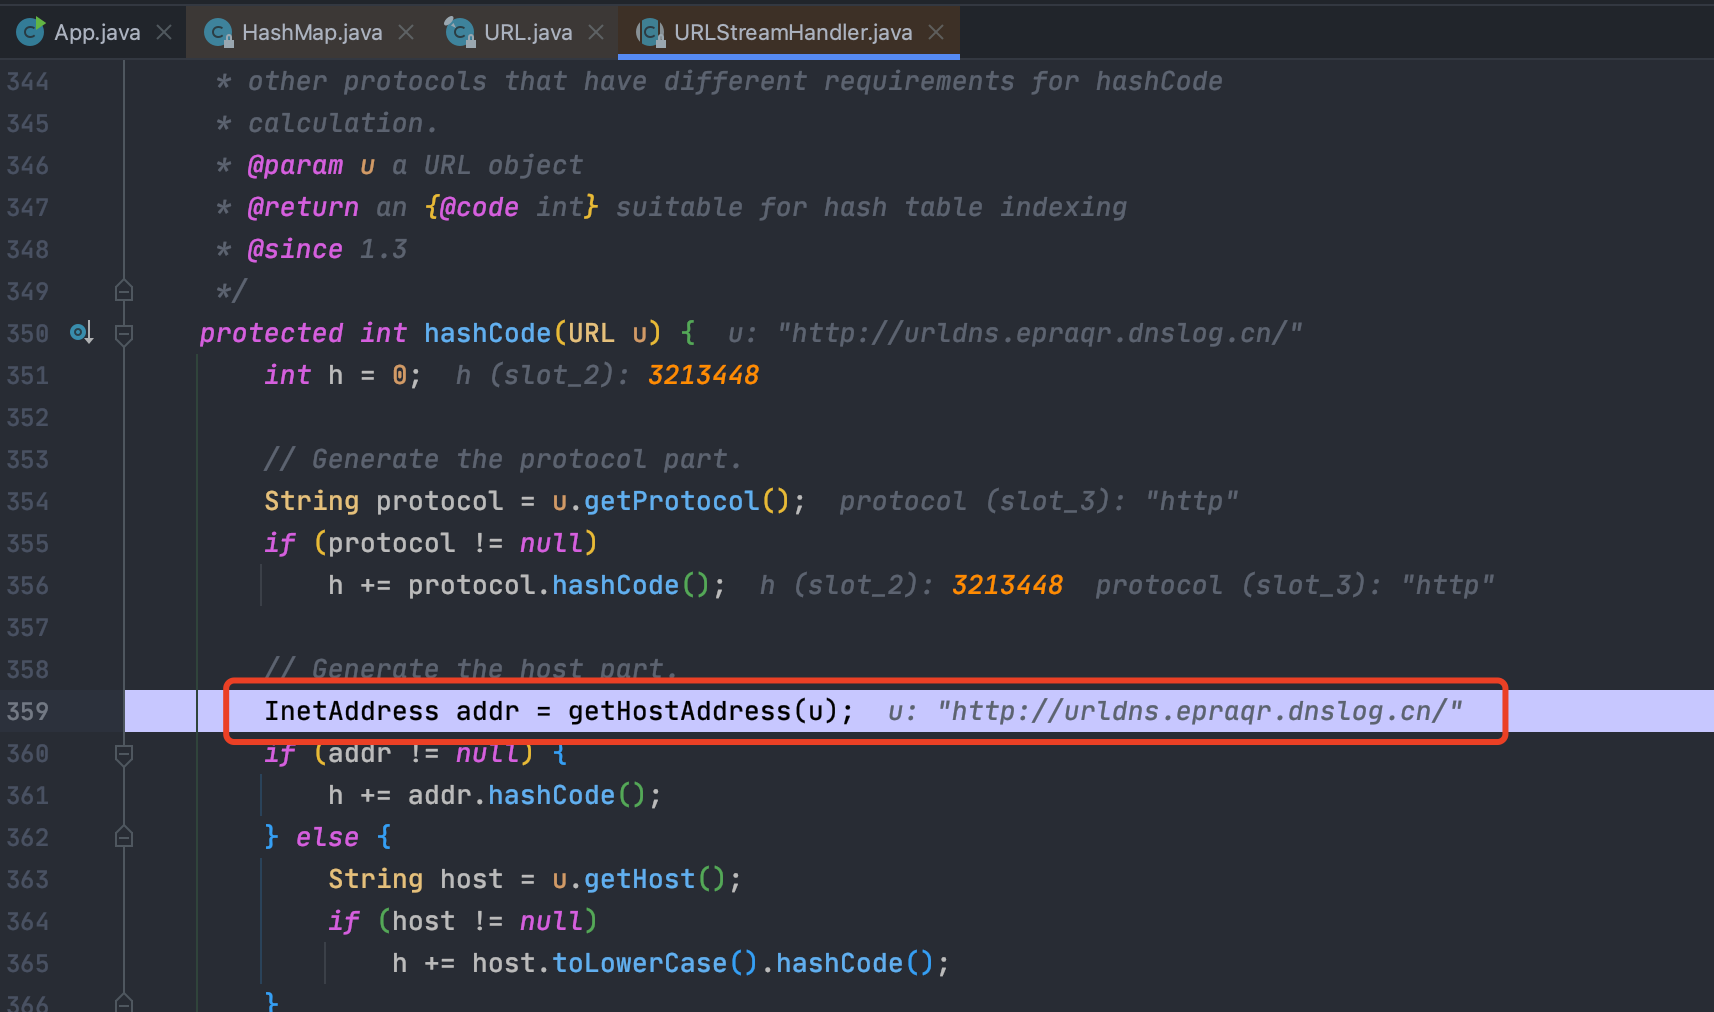 App.java HashMap.java URL.java URLStreamHandler.java
344 * other protocols that have different requirements for hashCode
345 * calculation.
346 * @param u a URL object
347 * @return an {@code int} suitable for hash table indexing
348 * @since 1.3
349 */
350 protected int hashCode(URL u) { u: "http://urldns.epraqr.dnslog.cn/"
351 int h = 0; h (slot_2): 3213448
352
353 // Generate the protocol part.
354 String protocol = u.getProtocol(); protocol (slot_3): "http"
355 if (protocol != null)
356 h += protocol.hashCode(); h (slot_2): 3213448 protocol (slot_3): "http"
357
358 // Generate the host part.
359 InetAddress addr = getHostAddress(u); u: "http://urldns.epraqr.dnslog.cn/"
360 if (addr != null) {
361 h += addr.hashCode();
362 } else {
363 String host = u.getHost();
364 if (host != null)
365 h += host.toLowerCase().hashCode();
366 }